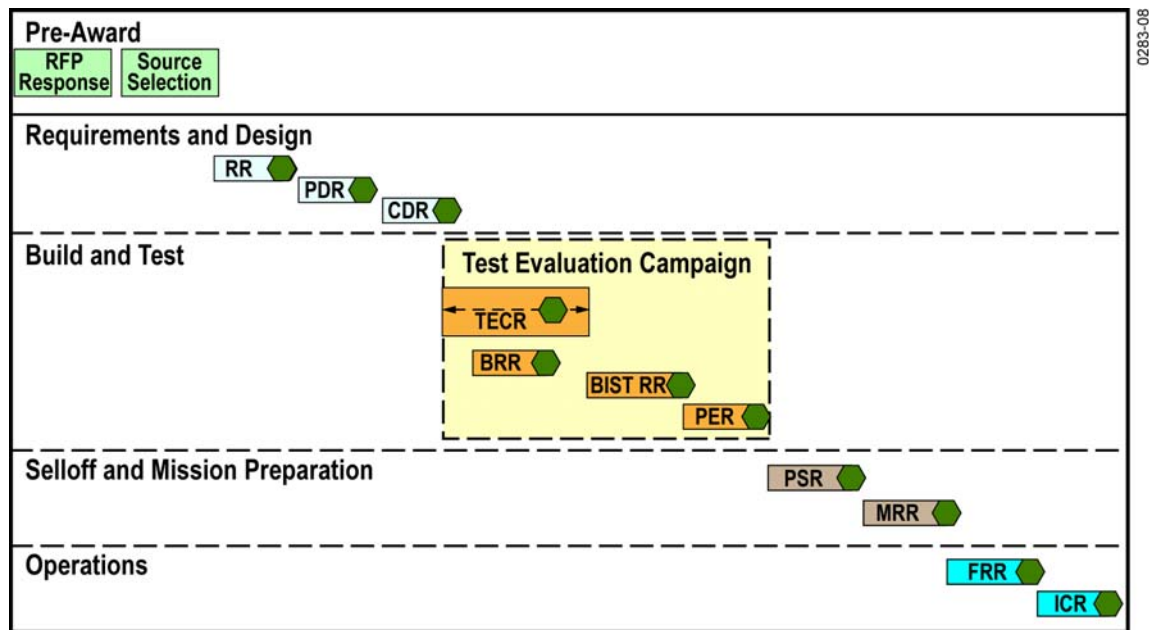 Pre-Award
RFP
Response
Source
Selection
0283-08
Requirements and Design
RR
PDR
CDR
Build and Test
Test Evaluation Campaign
TECR
BRR
BIST RR
PER
Selloff and Mission Preparation
PSR
MRR
Operations
FRR
ICR